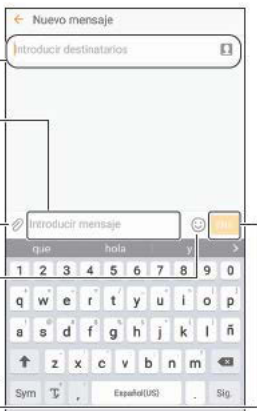 Nuevo mensaje
Introducir destinatarios
Introducir mensaje
que hola y
1 2 3 4 5 6 7 8 9 0
q w e r t y u i o p
a s d f g h j k l ñ
z x c v b n m
Sym , Español(US) . Sig.